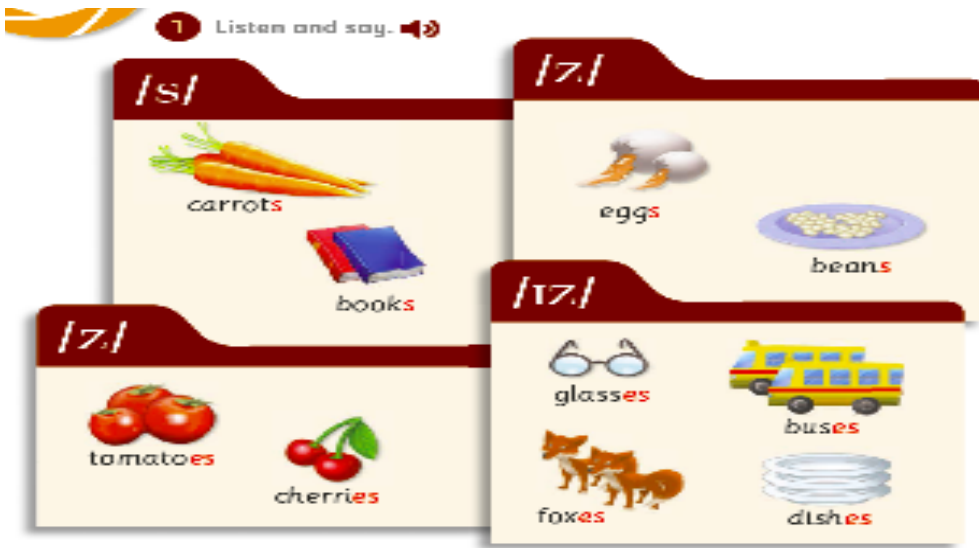 1 Listen and say.
/s/
carrots
books
/z/
eggs
beans
/z/
tomatoes
cherries
/ɪz/
glasses
buses
foxes
dishes